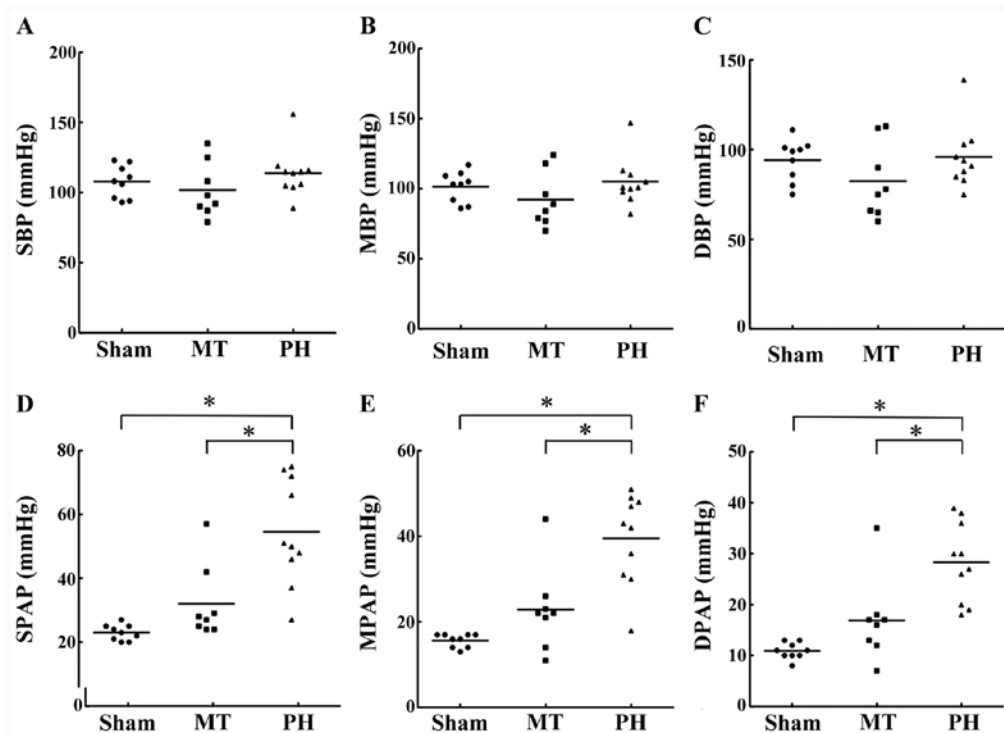 A
SBP (mmHg)
200
150
100
50
0
Sham MT PH
B
MBP (mmHg)
200
150
100
50
0
Sham MT PH
C
DBP (mmHg)
150
100
50
0
Sham MT PH
D
*
*
SPAP (mmHg)
80
60
40
20
0
Sham MT PH
E
*
*
MPAP (mmHg)
60
40
20
0
Sham MT PH
F
*
*
DPAP (mmHg)
50
40
30
20
10
0
Sham MT PH